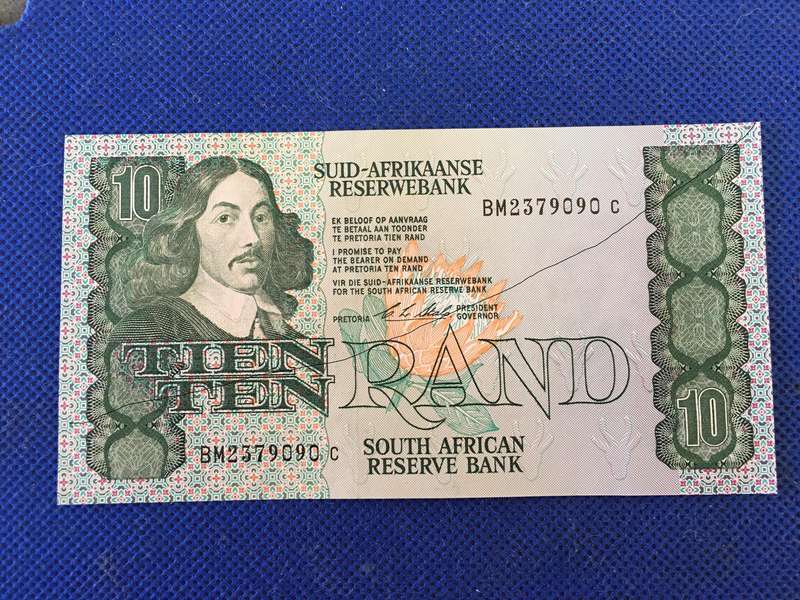 10
SUID-AFRIKAANSE
RESERWEBANK
BM2379090 C
EK BELOOF OP AANVRAAG
TE BETAAL AAN TOONDER
TE PRETORIA TIEN RAND
I PROMISE TO PAY
THE BEARER ON DEMAND
AT PRETORIA TEN RAND
VIR DIE SUID-AFRIKAANSE RESERWEBANK
FOR THE SOUTH AFRICAN RESERVE BANK
PRETORIA
PRESIDENT
GOVERNOR
TIEN
TEN
RAND
10
BM2379090 C
SOUTH AFRICAN
RESERVE BANK